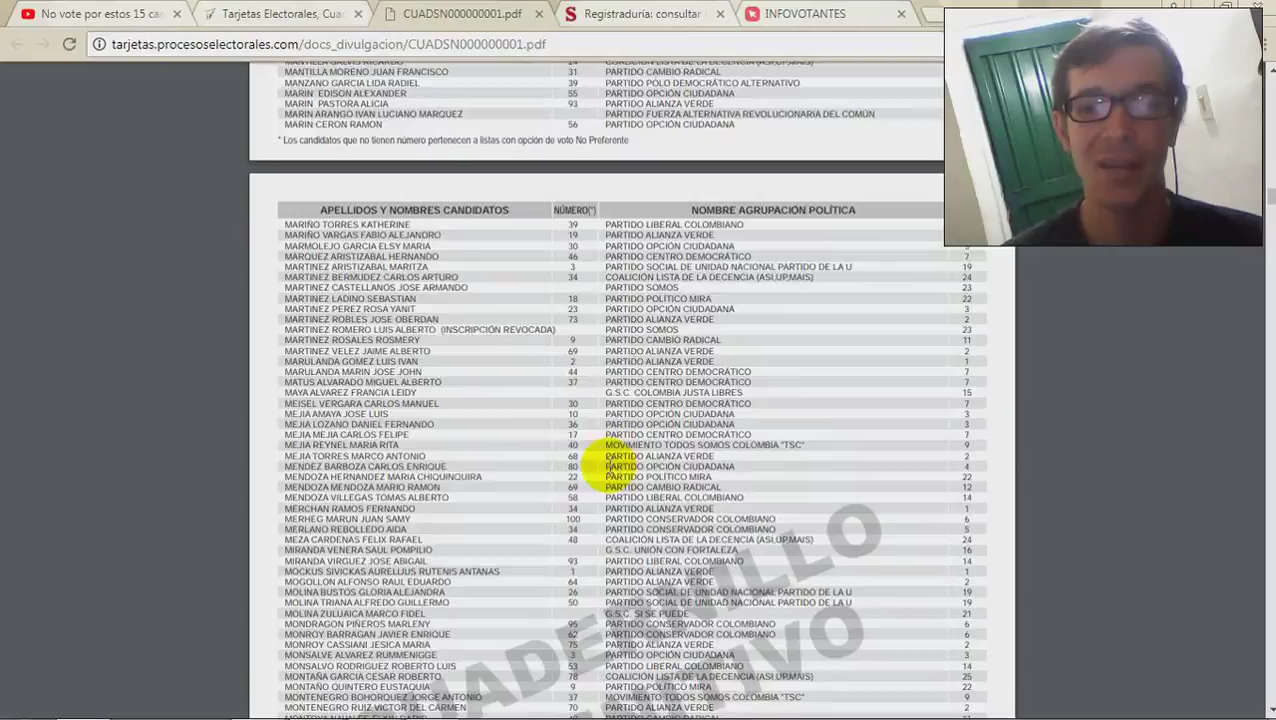 No vote por estos 15 can
Tarjetas Electorales, Cua
CUADSN000000001.pdf
Registraduría: consultar
INFOVOTANTES
tarjetas.procesoselectorales.com/docs_divulgacion/CUADSN000000001.pdf
MANTILLA GALVIS RICARDO 24 COALICIÓN LISTA DE LA DECENCIA (ASI,UP,MAIS)
MANTILLA MORENO JUAN FRANCISCO 31 PARTIDO CAMBIO RADICAL
MANZANO GARCIA LIDA RADIEL 39 PARTIDO POLO DEMOCRÁTICO ALTERNATIVO
MARIN EDISON ALEXANDER 55 PARTIDO OPCIÓN CIUDADANA
MARIN PASTORA ALICIA 93 PARTIDO ALIANZA VERDE
MARIN ARANGO IVAN LUCIANO MARQUEZ PARTIDO FUERZA ALTERNATIVA REVOLUCIONARIA DEL COMÚN
MARIN CERON RAMON 56 PARTIDO OPCIÓN CIUDADANA
* Los candidatos que no tienen número pertenecen a listas con opción de voto No Preferente
APELLIDOS Y NOMBRES CANDIDATOS NÚMERO(*) NOMBRE AGRUPACIÓN POLÍTICA
MARIÑO TORRES KATHERINE 39 PARTIDO LIBERAL COLOMBIANO
MARIÑO VARGAS FABIO ALEJANDRO 19 PARTIDO ALIANZA VERDE
MARMOLEJO GARCIA ELSY MARIA 30 PARTIDO OPCIÓN CIUDADANA
MARQUEZ ARISTIZABAL HERNANDO 46 PARTIDO CENTRO DEMOCRÁTICO 7
MARTINEZ ARISTIZABAL MARITZA 3 PARTIDO SOCIAL DE UNIDAD NACIONAL PARTIDO DE LA U 19
MARTINEZ BERMUDEZ CARLOS ARTURO 34 COALICIÓN LISTA DE LA DECENCIA (ASI,UP,MAIS) 24
MARTINEZ CASTELLANOS JOSE ARMANDO PARTIDO SOMOS 23
MARTINEZ LADINO SEBASTIAN 18 PARTIDO POLÍTICO MIRA 22
MARTINEZ PEREZ ROSA YANIT 23 PARTIDO OPCIÓN CIUDADANA 3
MARTINEZ ROBLES JOSE OBERDAN 73 PARTIDO ALIANZA VERDE 2
MARTINEZ ROMERO LUIS ALBERTO (INSCRIPCIÓN REVOCADA) PARTIDO SOMOS 23
MARTINEZ ROSALES ROSMERY 9 PARTIDO CAMBIO RADICAL 11
MARTINEZ VELEZ JAIME ALBERTO 69 PARTIDO ALIANZA VERDE 2
MARULANDA GOMEZ LUIS IVAN 2 PARTIDO ALIANZA VERDE 1
MARULANDA MARIN JOSE JOHN 44 PARTIDO CENTRO DEMOCRÁTICO 7
MATUS ALVARADO MIGUEL ALBERTO 37 PARTIDO CENTRO DEMOCRÁTICO 7
MAYA ALVAREZ FRANCIA LEIDY G.S.C. COLOMBIA JUSTA LIBRES 15
MEISEL VERGARA CARLOS MANUEL 30 PARTIDO CENTRO DEMOCRÁTICO 7
MEJIA AMAYA JOSE LUIS 10 PARTIDO OPCIÓN CIUDADANA 3
MEJIA LOZANO DANIEL FERNANDO 36 PARTIDO OPCIÓN CIUDADANA 3
MEJIA MEJIA CARLOS FELIPE 17 PARTIDO CENTRO DEMOCRÁTICO 7
MEJIA REYNEL MARIA RITA 40 MOVIMIENTO TODOS SOMOS COLOMBIA "TSC" 9
MEJIA TORRES MARCO ANTONIO 68 PARTIDO ALIANZA VERDE 2
MENDEZ BARBOZA CARLOS ENRIQUE 80 PARTIDO OPCIÓN CIUDADANA 4
MENDOZA HERNANDEZ MARIA CHIQUINQUIRA 22 PARTIDO POLÍTICO MIRA 22
MENDOZA MENDOZA MARIO RAMON 69 PARTIDO CAMBIO RADICAL 12
MENDOZA VILLEGAS TOMAS ALBERTO 58 PARTIDO LIBERAL COLOMBIANO 14
MERCHAN RAMOS FERNANDO 34 PARTIDO ALIANZA VERDE 1
MERHEG MARUN JUAN SAMY 100 PARTIDO CONSERVADOR COLOMBIANO 6
MERLANO REBOLLEDO AIDA 34 PARTIDO CONSERVADOR COLOMBIANO 5
MEZA CARDENAS FELIX RAFAEL 48 COALICIÓN LISTA DE LA DECENCIA (ASI,UP,MAIS) 24
MIRANDA VENERA SAUL POMPILIO G.S.C. UNIÓN CON FORTALEZA 16
MIRANDA VIRGUEZ JOSE ABIGAIL 93 PARTIDO LIBERAL COLOMBIANO 14
MOCKUS SIVICKAS AURELIJUS RUTENIS ANTANAS 1 PARTIDO ALIANZA VERDE 1
MOGOLLON ALFONSO RAUL EDUARDO 64 PARTIDO ALIANZA VERDE 2
MOLINA BUSTOS GLORIA ALEJANDRA 26 PARTIDO SOCIAL DE UNIDAD NACIONAL PARTIDO DE LA U 19
MOLINA TRIANA ALFREDO GUILLERMO 50 PARTIDO SOCIAL DE UNIDAD NACIONAL PARTIDO DE LA U 19
MOLINA ZULUAICA MARCO FIDEL G.S.C. SI SE PUEDE 21
MONDRAGON PIÑEROS MARLENY 95 PARTIDO CONSERVADOR COLOMBIANO 6
MONROY BARRAGAN JAVIER ENRIQUE 62 PARTIDO CONSERVADOR COLOMBIANO 6
MONROY CASSIANI JESICA MARIA 75 PARTIDO ALIANZA VERDE 2
MONSALVE ALVAREZ RUMMENIGGE 3 PARTIDO OPCIÓN CIUDADANA 3
MONSALVO RODRIGUEZ ROBERTO LUIS 53 PARTIDO LIBERAL COLOMBIANO 14
MONTAÑA GARCIA CESAR ROBERTO 78 COALICIÓN LISTA DE LA DECENCIA (ASI,UP,MAIS) 25
MONTAÑO QUINTERO EUSTAQUIA 9 PARTIDO POLÍTICO MIRA 22
MONTENEGRO BOHORQUEZ JORGE ANTONIO 37 MOVIMIENTO TODOS SOMOS COLOMBIA "TSC" 9
MONTENEGRO RUIZ VICTOR DEL CARMEN 70 PARTIDO ALIANZA VERDE 2